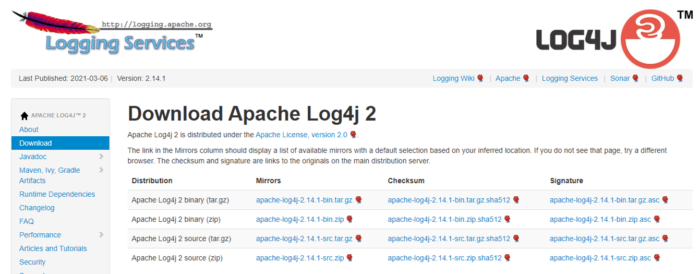 http://logging.apache.org
Logging Services™
LOG4J 2 TM
Last Published: 2021-03-06 | Version: 2.14.1
Logging Wiki | Apache | Logging Services | Sonar | GitHub
APACHE LOG4J™ 2
About
Download
Javadoc
Maven, Ivy, Gradle
Artifacts
Runtime Dependencies
Changelog
FAQ
Performance
Articles and Tutorials
Security
Download Apache Log4j 2
Apache Log4j 2 is distributed under the Apache License, version 2.0 .
The link in the Mirrors column should display a list of available mirrors with a default selection based on your inferred location. If you do not see that page, try a different
browser. The checksum and signature are links to the originals on the main distribution server.
Distribution Mirrors Checksum Signature
Apache Log4j 2 binary (tar.gz) apache-log4j-2.14.1-bin.tar.gz apache-log4j-2.14.1-bin.tar.gz.sha512 apache-log4j-2.14.1-bin.tar.gz.asc
Apache Log4j 2 binary (zip) apache-log4j-2.14.1-bin.zip apache-log4j-2.14.1-bin.zip.sha512 apache-log4j-2.14.1-bin.zip.asc
Apache Log4j 2 source (tar.gz) apache-log4j-2.14.1-src.tar.gz apache-log4j-2.14.1-src.tar.gz.sha512 apache-log4j-2.14.1-src.tar.gz.asc
Apache Log4j 2 source (zip) apache-log4j-2.14.1-src.zip apache-log4j-2.14.1-src.zip.sha512 apache-log4j-2.14.1-src.zip.asc